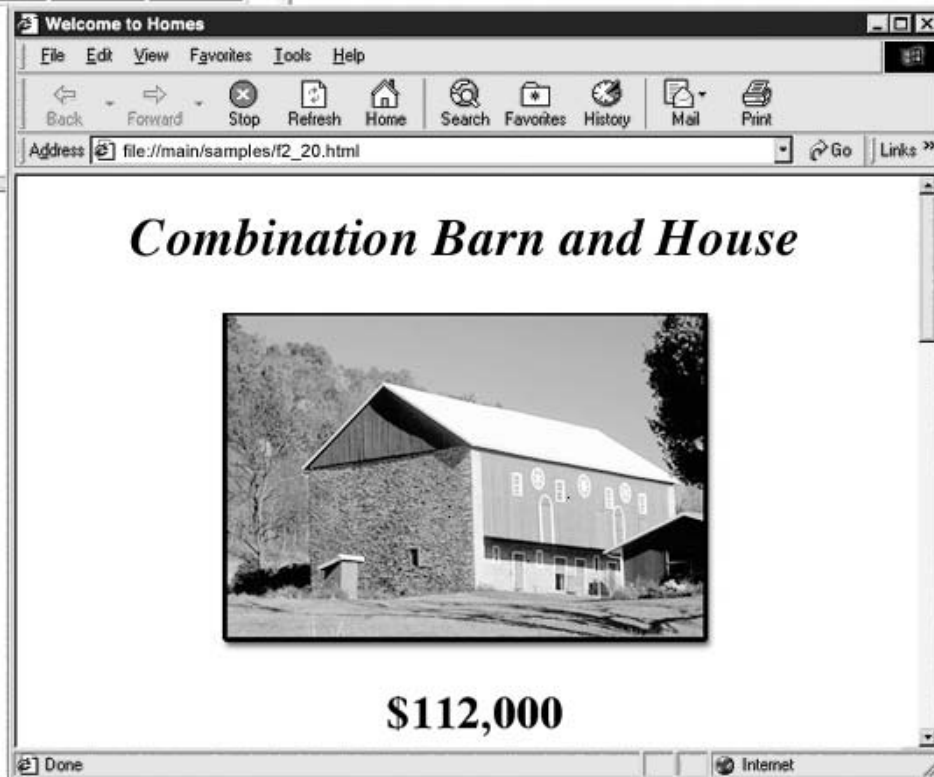 Welcome to Homes
File Edit View Favorites Tools Help
Back Forward Stop Refresh Home Search Favorites History Mail Print
Address file://main/samples/f2_20.html Go Links »
Combination Barn and House
$112,000
Done Internet